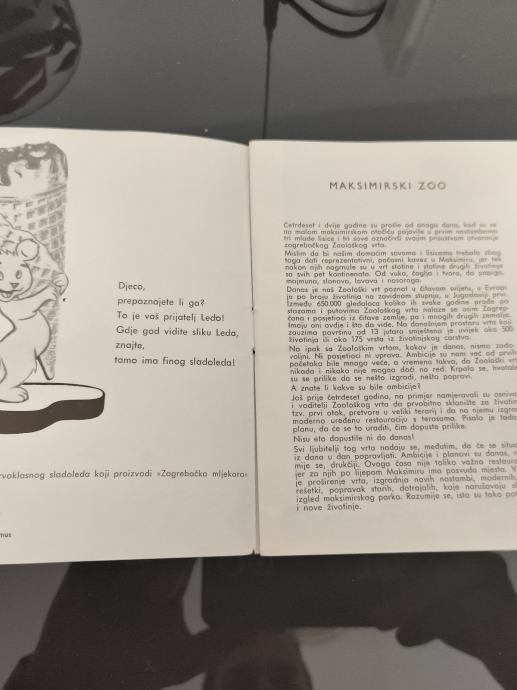 Djeco,
prepoznajete li ga?
To je vaš prijatelj Ledo!
Gdje god vidite sliku Leda,
znajte,
tamo ima finog sladoleda!
rvoklasnog sladoleda koji proizvodi »Zagrebačka mljekara«
mus
MAKSIMIRSKI ZOO
Četrdeset i dvije godine su prošle od onoga dana, kad su se
na malom maksimirskom otočiću pojavile u prvim nastambama
tri mlade lisice i tri sove označivši svojim prisustvom otvaranje
zagrebačkog Zoološkog vrta.
Mislim da bi našim domaćim sovama i lisicama trebalo zbog
toga dati reprezentativni, počasni kavez u Maksimiru, jer tek
nakon njih nagrnule su u vrt stotine i stotine drugih životinja
sa svih pet kontinenata. Od vuka, čaglja i tvora, do papiga,
majmuna, slonova, lavova i nosoroga.
Danas je naš Zoološki vrt poznat u čitavom svijetu, u Evropi
je po broju životinja na zavidnom stupnju, u Jugoslaviji prvi.
Između 650.000 gledalaca koliko ih svake godine prođe po
stazama i putovima Zoološkog vrta nalaze se osim Zagrep-
čana i posjetioci iz čitave zemlje, pa i mnogih drugih zemalja.
Imaju oni ovdje i što da vide. Na današnjem prostoru vrta koji
zauzima površinu od 13 jutara smještena je uvijek oko 500
životinja ili oko 175 vrsta iz životinjskog carstva.
Na ipak sa Zoološkim vrtom, kakav je danas, nismo zado-
voljni. Ni posjetioci ni uprava. Ambicije su nam već od prvih
početaka bile mnogo veće, a vremena takva, da Zoološki vrt
nikada i nikako nije mogao doći na red. Krpalo se, hvatale
su se prilike da se nešto izgradi, nešto popravi.
A znate li kakve su bile ambicije?
Još prije četrdeset godina, na primjer namjeravali su osniva
i voditelji Zoološkog vrta da prvobitno sklonište za životin
tzv. prvi otok, pretvore u veliki terarij i da na njemu izgra
moderno uređenu restauraciju s terasama. Pisalo je tada
planu, da će se to uraditi, čim dopuste prilike.
Nisu eto dopustile ni do danas!
Svi ljubitelji tog vrta nadaju se, međutim, da će se situa
iz dana u dan popravljati. Ambicije i planovi su danas, n
mije se, drukčiji. Ovoga časa nije toliko važna restaura
jer za njih po lijepom Maksimiru ima posvuda mjesta. V
je proširenje vrta, izgradnja novih nastambi, modernih,
rešetki, popravak starih, dotrajalih, koje narušavaju sl
izgled maksimirskog parka. Razumije se, isto su tako pot
i nove životinje.